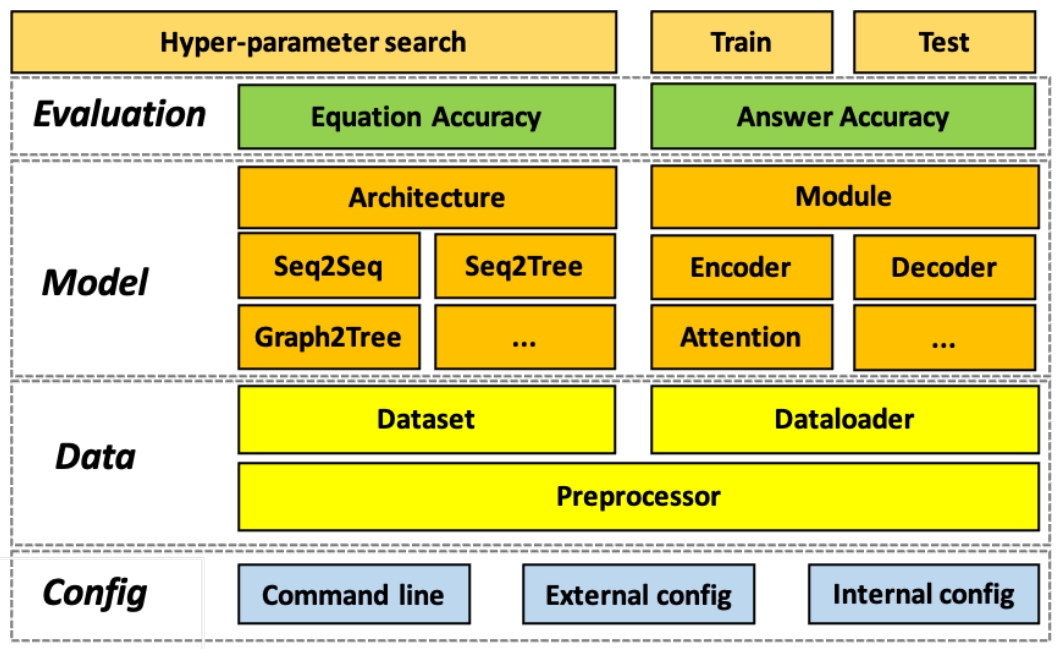 Hyper-parameter search Train Test
Evaluation Equation Accuracy Answer Accuracy
Architecture Module
Seq2Seq Seq2Tree Encoder Decoder
Model
Graph2Tree ... Attention ...
Dataset Dataloader
Data
Preprocessor
Config Command line External config Internal config